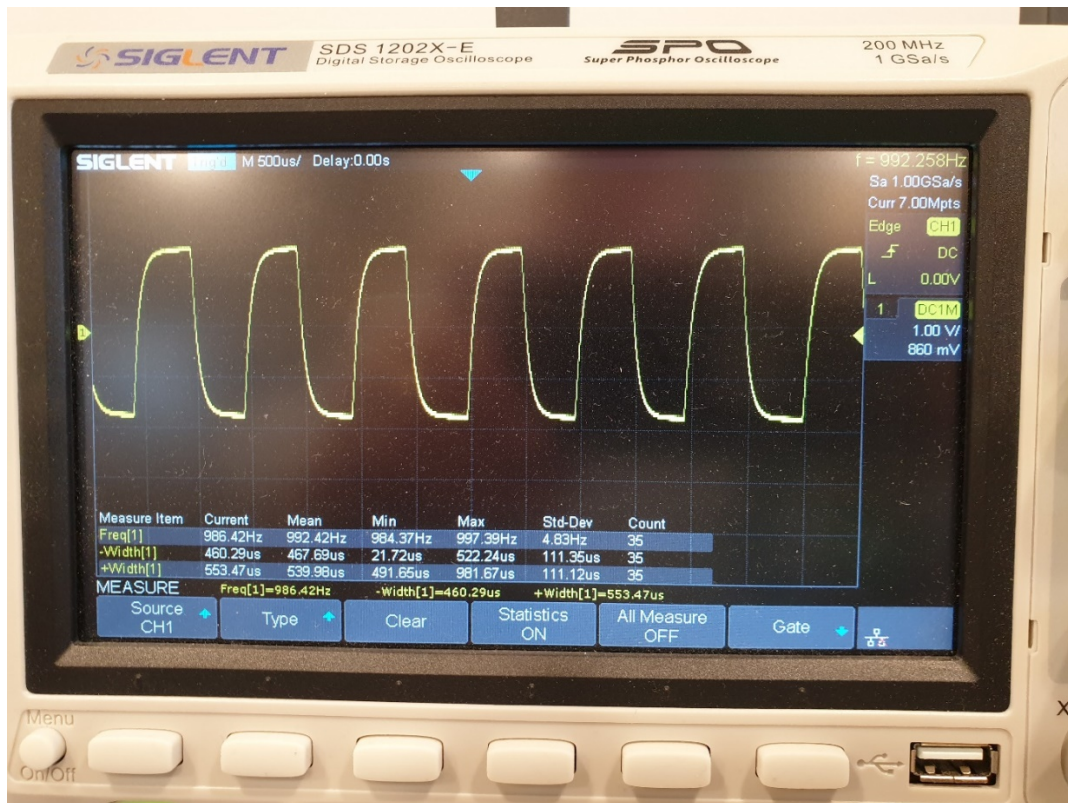 SIGLENT SDS 1202X-E SPO 200 MHz
Digital Storage Oscilloscope Super Phosphor Oscilloscope 1 GSa/s
SIGLENT Trig'd M 500us/ Delay:0.00s f = 992.258Hz
Sa 1.00GSa/s
Curr 7.00Mpts
Edge CH1
DC
L 0.00V
1 DC1M
1.00 V/
860 mV
1
Measure Item Current Mean Min Max Std-Dev Count
Freq[1] 986.42Hz 992.42Hz 984.37Hz 997.39Hz 4.83Hz 35
-Width[1] 460.29us 467.69us 21.72us 522.24us 111.35us 35
+Width[1] 553.47us 539.98us 491.65us 981.67us 111.12us 35
MEASURE Freq[1]=986.42Hz -Width[1]=460.29us +Width[1]=553.47us
Source Type Clear Statistics All Measure Gate
CH1 ON OFF
Menu
On/Off
X